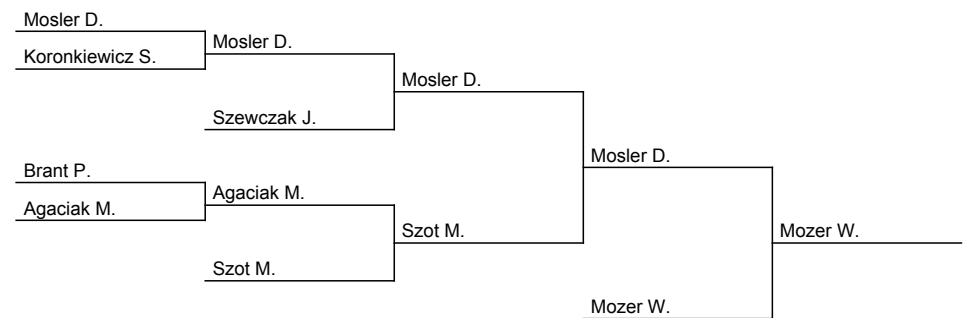 Mosler D.
Koronkiewicz S.
Mosler D.
Szewczak J.
Mosler D.
Brant P.
Agaciak M.
Agaciak M.
Szot M.
Szot M.
Mosler D.
Mozer W.
Mozer W.